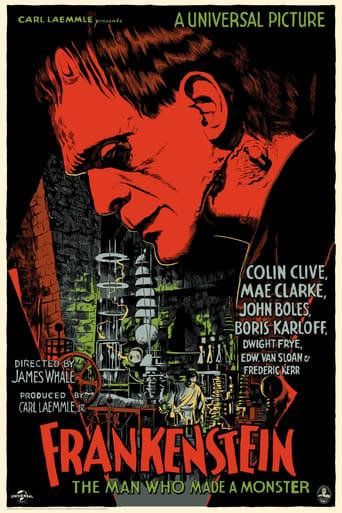 CARL LAEMMLE presents
A UNIVERSAL PICTURE
COLIN CLIVE,
MAE CLARKE,
JOHN BOLES,
BORIS KARLOFF,
DWIGHT FRYE,
EDW. VAN SLOAN &
FREDERIC KERR
DIRECTED BY
JAMES WHALE
PRODUCED BY
CARL LAEMMLE JR.
FRANKENSTEIN
THE MAN WHO MADE A MONSTER
UNIVERSAL